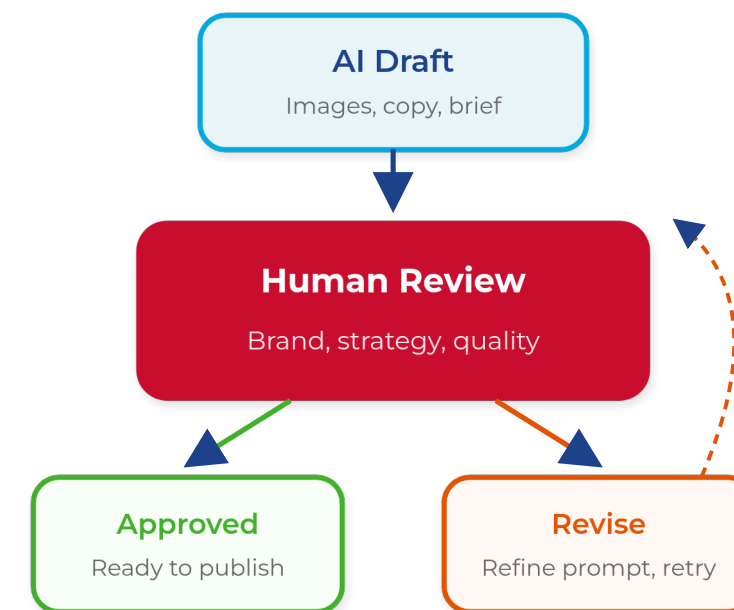 AI Draft
Images, copy, brief
Human Review
Brand, strategy, quality
Approved
Ready to publish
Revise
Refine prompt, retry